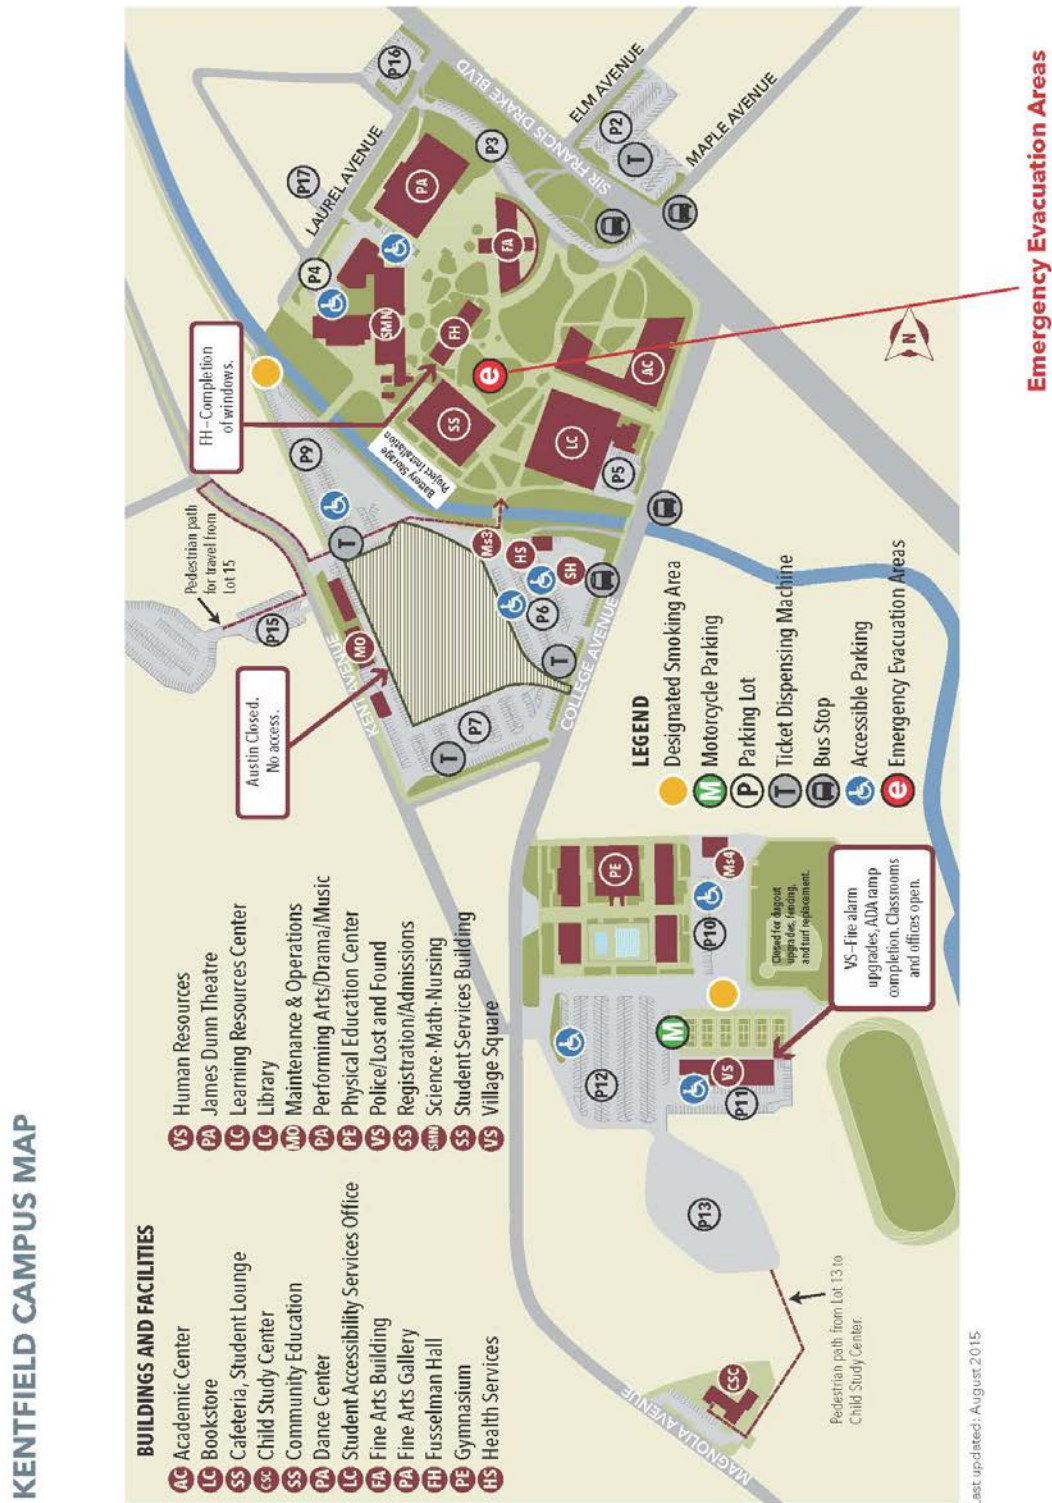 KENTFIELD CAMPUS MAP
BUILDINGS AND FACILITIES
AC Academic Center
LC Bookstore
SS Cafeteria, Student Lounge
CSC Child Study Center
SS Community Education
PA Dance Center
LC Student Accessibility Services Office
FA Fine Arts Building
PA Fine Arts Gallery
FH Fusselman Hall
PE Gymnasium
HS Health Services
VS Human Resources
PA James Dunn Theatre
LC Learning Resources Center
LC Library
MO Maintenance & Operations
PA Performing Arts/Drama/Music
PE Physical Education Center
VS Police/Lost and Found
SS Registration/Admissions
SMN Science-Math-Nursing
SS Student Services Building
VS Village Square
Austin Closed.
No access.
Pedestrian path
for travel from
Lot 15
FH–Completion
of windows.
Battery Storage
Project Installation
P15
P9
P17
P16
P4
P3
P2
T
LAUREL AVENUE
SIR FRANCIS DRAKE BLVD
ELM AVENUE
MAPLE AVENUE
KENT AVENUE
COLLEGE AVENUE
MAGNOLIA AVENUE
PA
SMN
FH
FA
SS
e
LC
AC
P5
MO
T
Ms3
HS
SH
P6
T
P7
T
LEGEND
Designated Smoking Area
M Motorcycle Parking
P Parking Lot
T Ticket Dispensing Machine
Bus Stop
Accessible Parking
e Emergency Evacuation Areas
N
PE
Ms4
P10
Closed for dugout
upgrades, fencing,
and turf replacement.
VS–Fire alarm
upgrades, ADA ramp
completion. Classrooms
and offices open.
M
P12
VS
P11
P13
CSC
Pedestrian path from Lot 13 to
Child Study Center.
ast updated: August 2015
Emergency Evacuation Areas